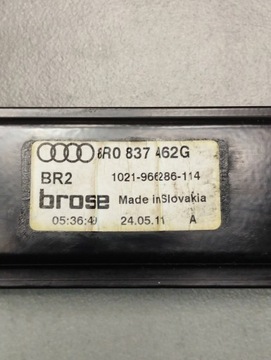 8R0 837 462G
BR2 1021-966286-114
brose Made in Slovakia
05:36:4 24.05.11 A